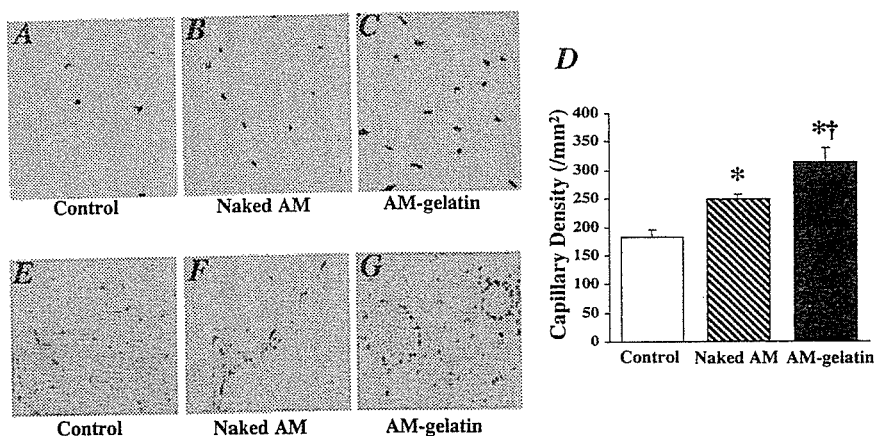 A
B
C
Control
Naked AM
AM-gelatin
D
Capillary Density (/mm²)
400
350
300
250
200
150
100
50
0
*
*†
Control
Naked AM
AM-gelatin
E
F
G
Control
Naked AM
AM-gelatin